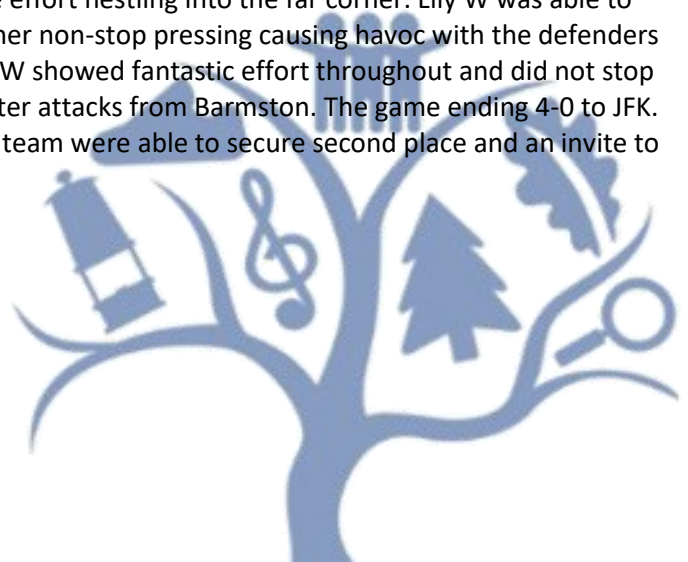 effort nestling into the far corner. Lily W was able to
her non-stop pressing causing havoc with the defenders
W showed fantastic effort throughout and did not stop
ter attacks from Barmston. The game ending 4-0 to JFK.
team were able to secure second place and an invite to